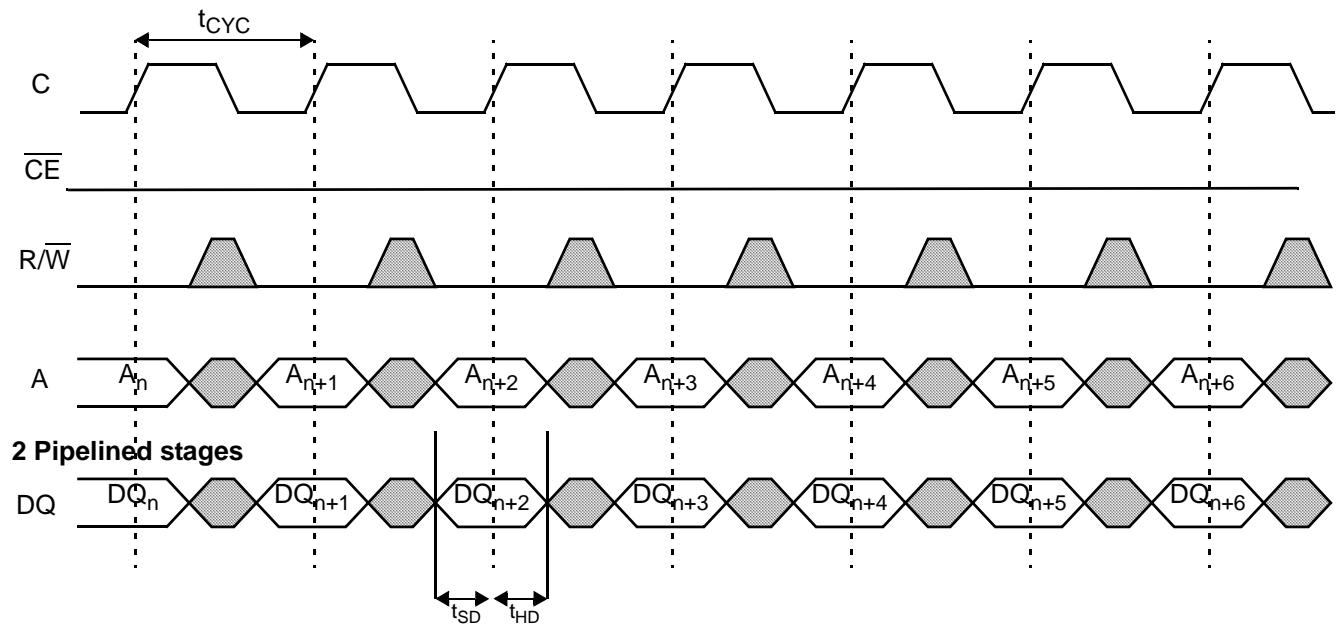 tCYC
C
CE
R/W
A An An+1 An+2 An+3 An+4 An+5 An+6
2 Pipelined stages
DQ DQn DQn+1 DQn+2 DQn+3 DQn+4 DQn+5 DQn+6
tSD tHD